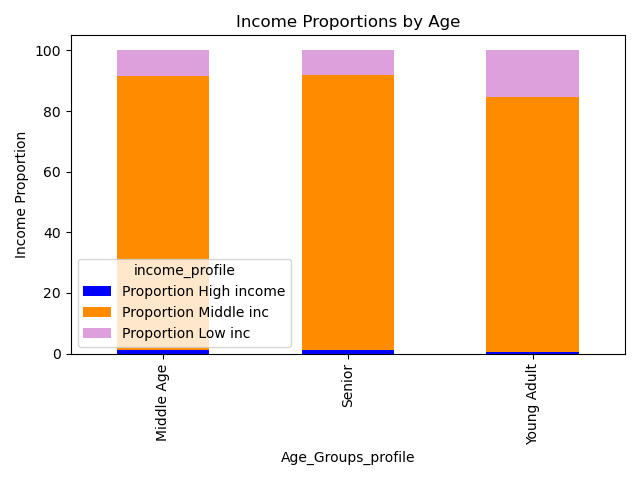 Income Proportions by Age
Income Proportion
100
80
60
40
20
0
income_profile
Proportion High income
Proportion Middle inc
Proportion Low inc
Middle Age
Senior
Young Adult
Age_Groups_profile